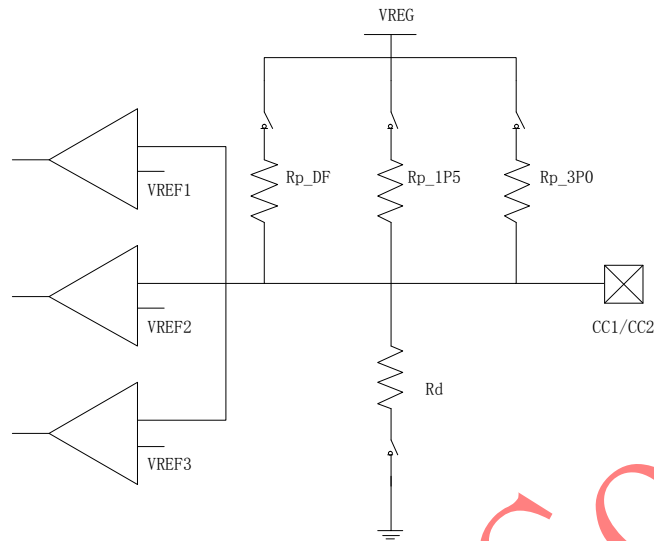 VREG
Rp_DF
Rp_1P5
Rp_3P0
VREF1
VREF2
CC1/CC2
Rd
VREF3